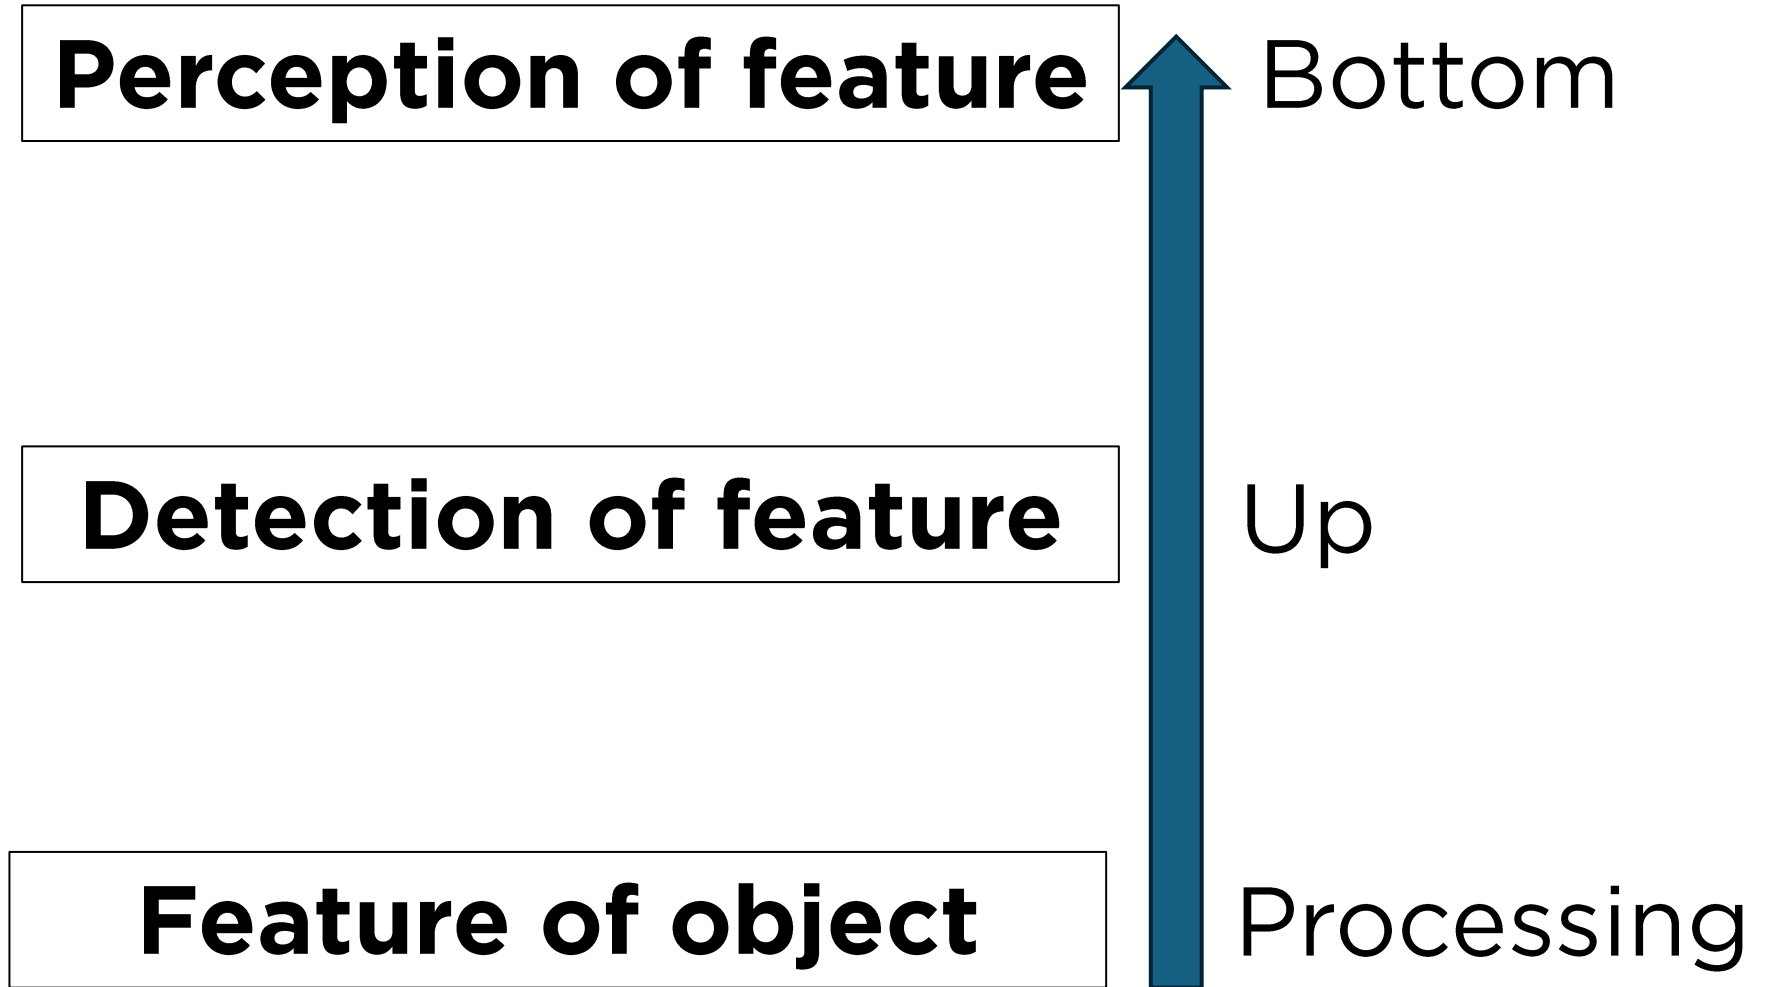 Perception of feature
Bottom
Detection of feature
Up
Feature of object
Processing